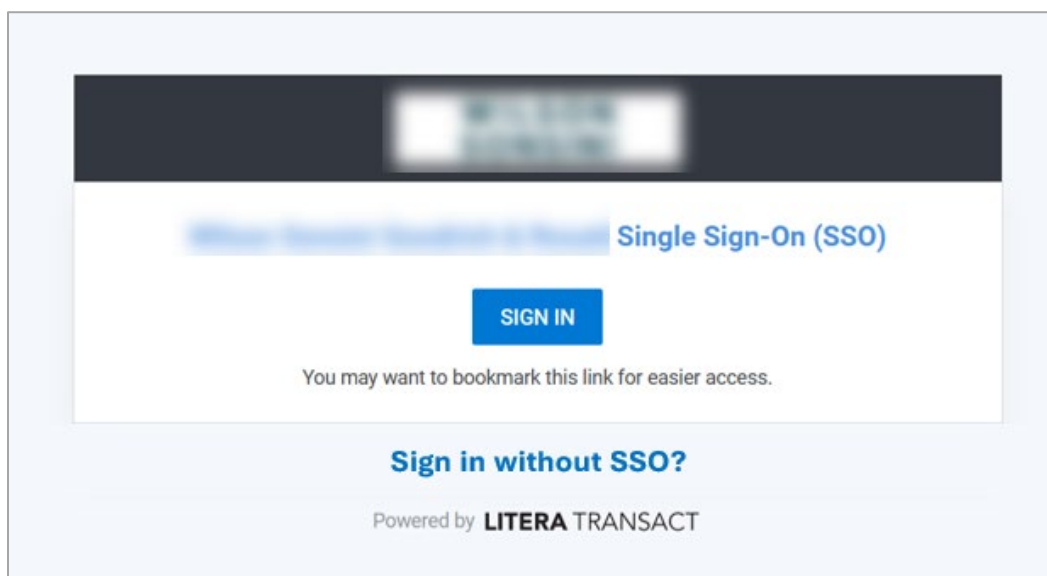 Single Sign-On (SSO)
SIGN IN
You may want to bookmark this link for easier access.
Sign in without SSO?
Powered by LITERA TRANSACT